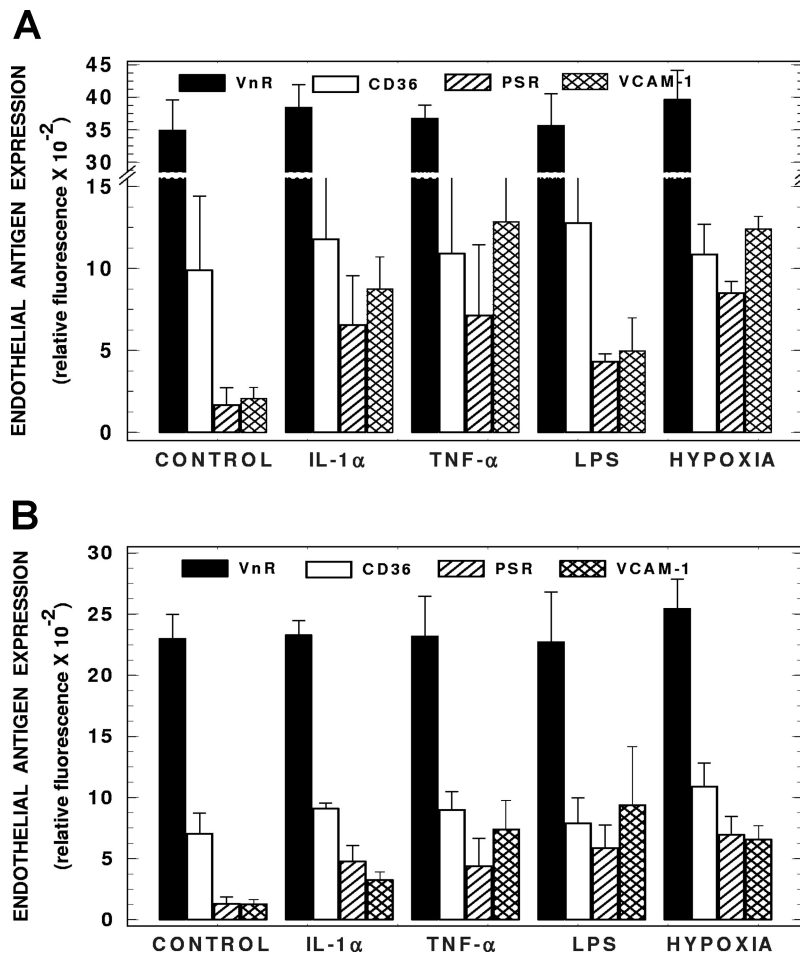 A
ENDOTHELIAL ANTIGEN EXPRESSION
(relative fluorescence X 10-2)
VnR CD36 PSR VCAM-1
45
40
35
30
15
10
5
0
CONTROL IL-1α TNF-α LPS HYPOXIA
B
ENDOTHELIAL ANTIGEN EXPRESSION
(relative fluorescence X 10-2)
VnR CD36 PSR VCAM-1
30
25
20
15
10
5
0
CONTROL IL-1α TNF-α LPS HYPOXIA